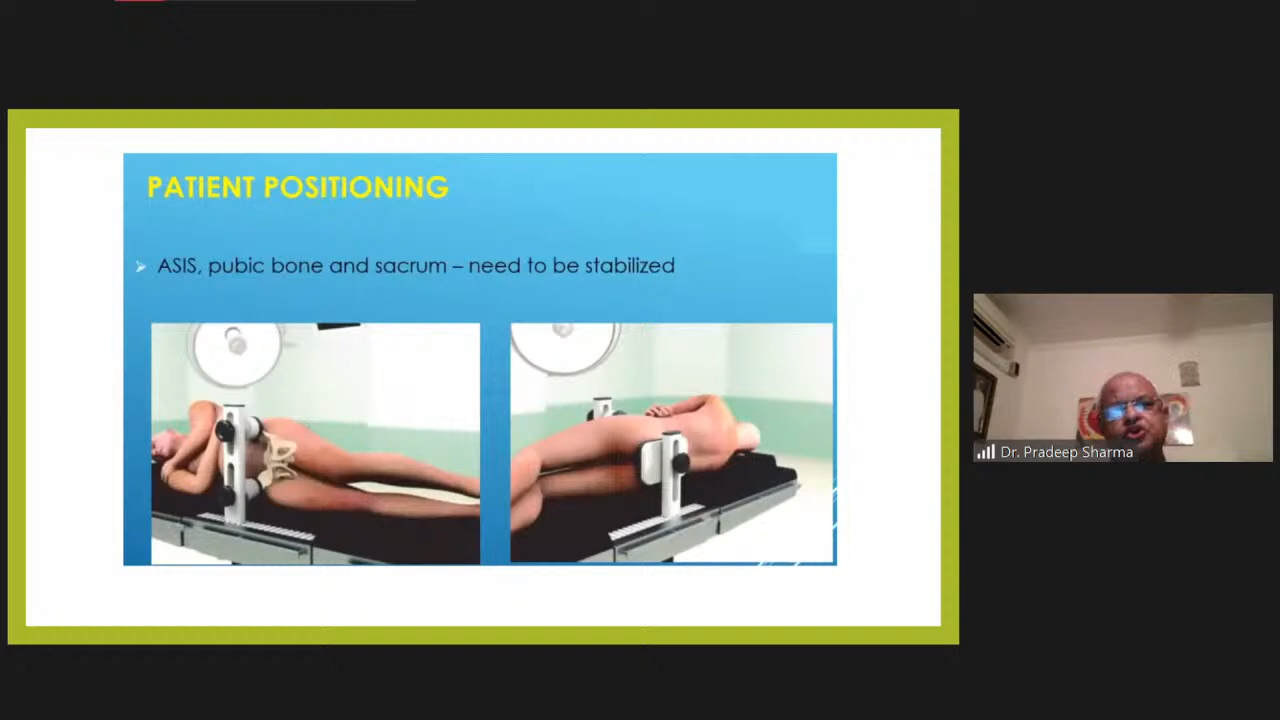 PATIENT POSITIONING
ASIS, pubic bone and sacrum – need to be stabilized
Dr. Pradeep Sharma